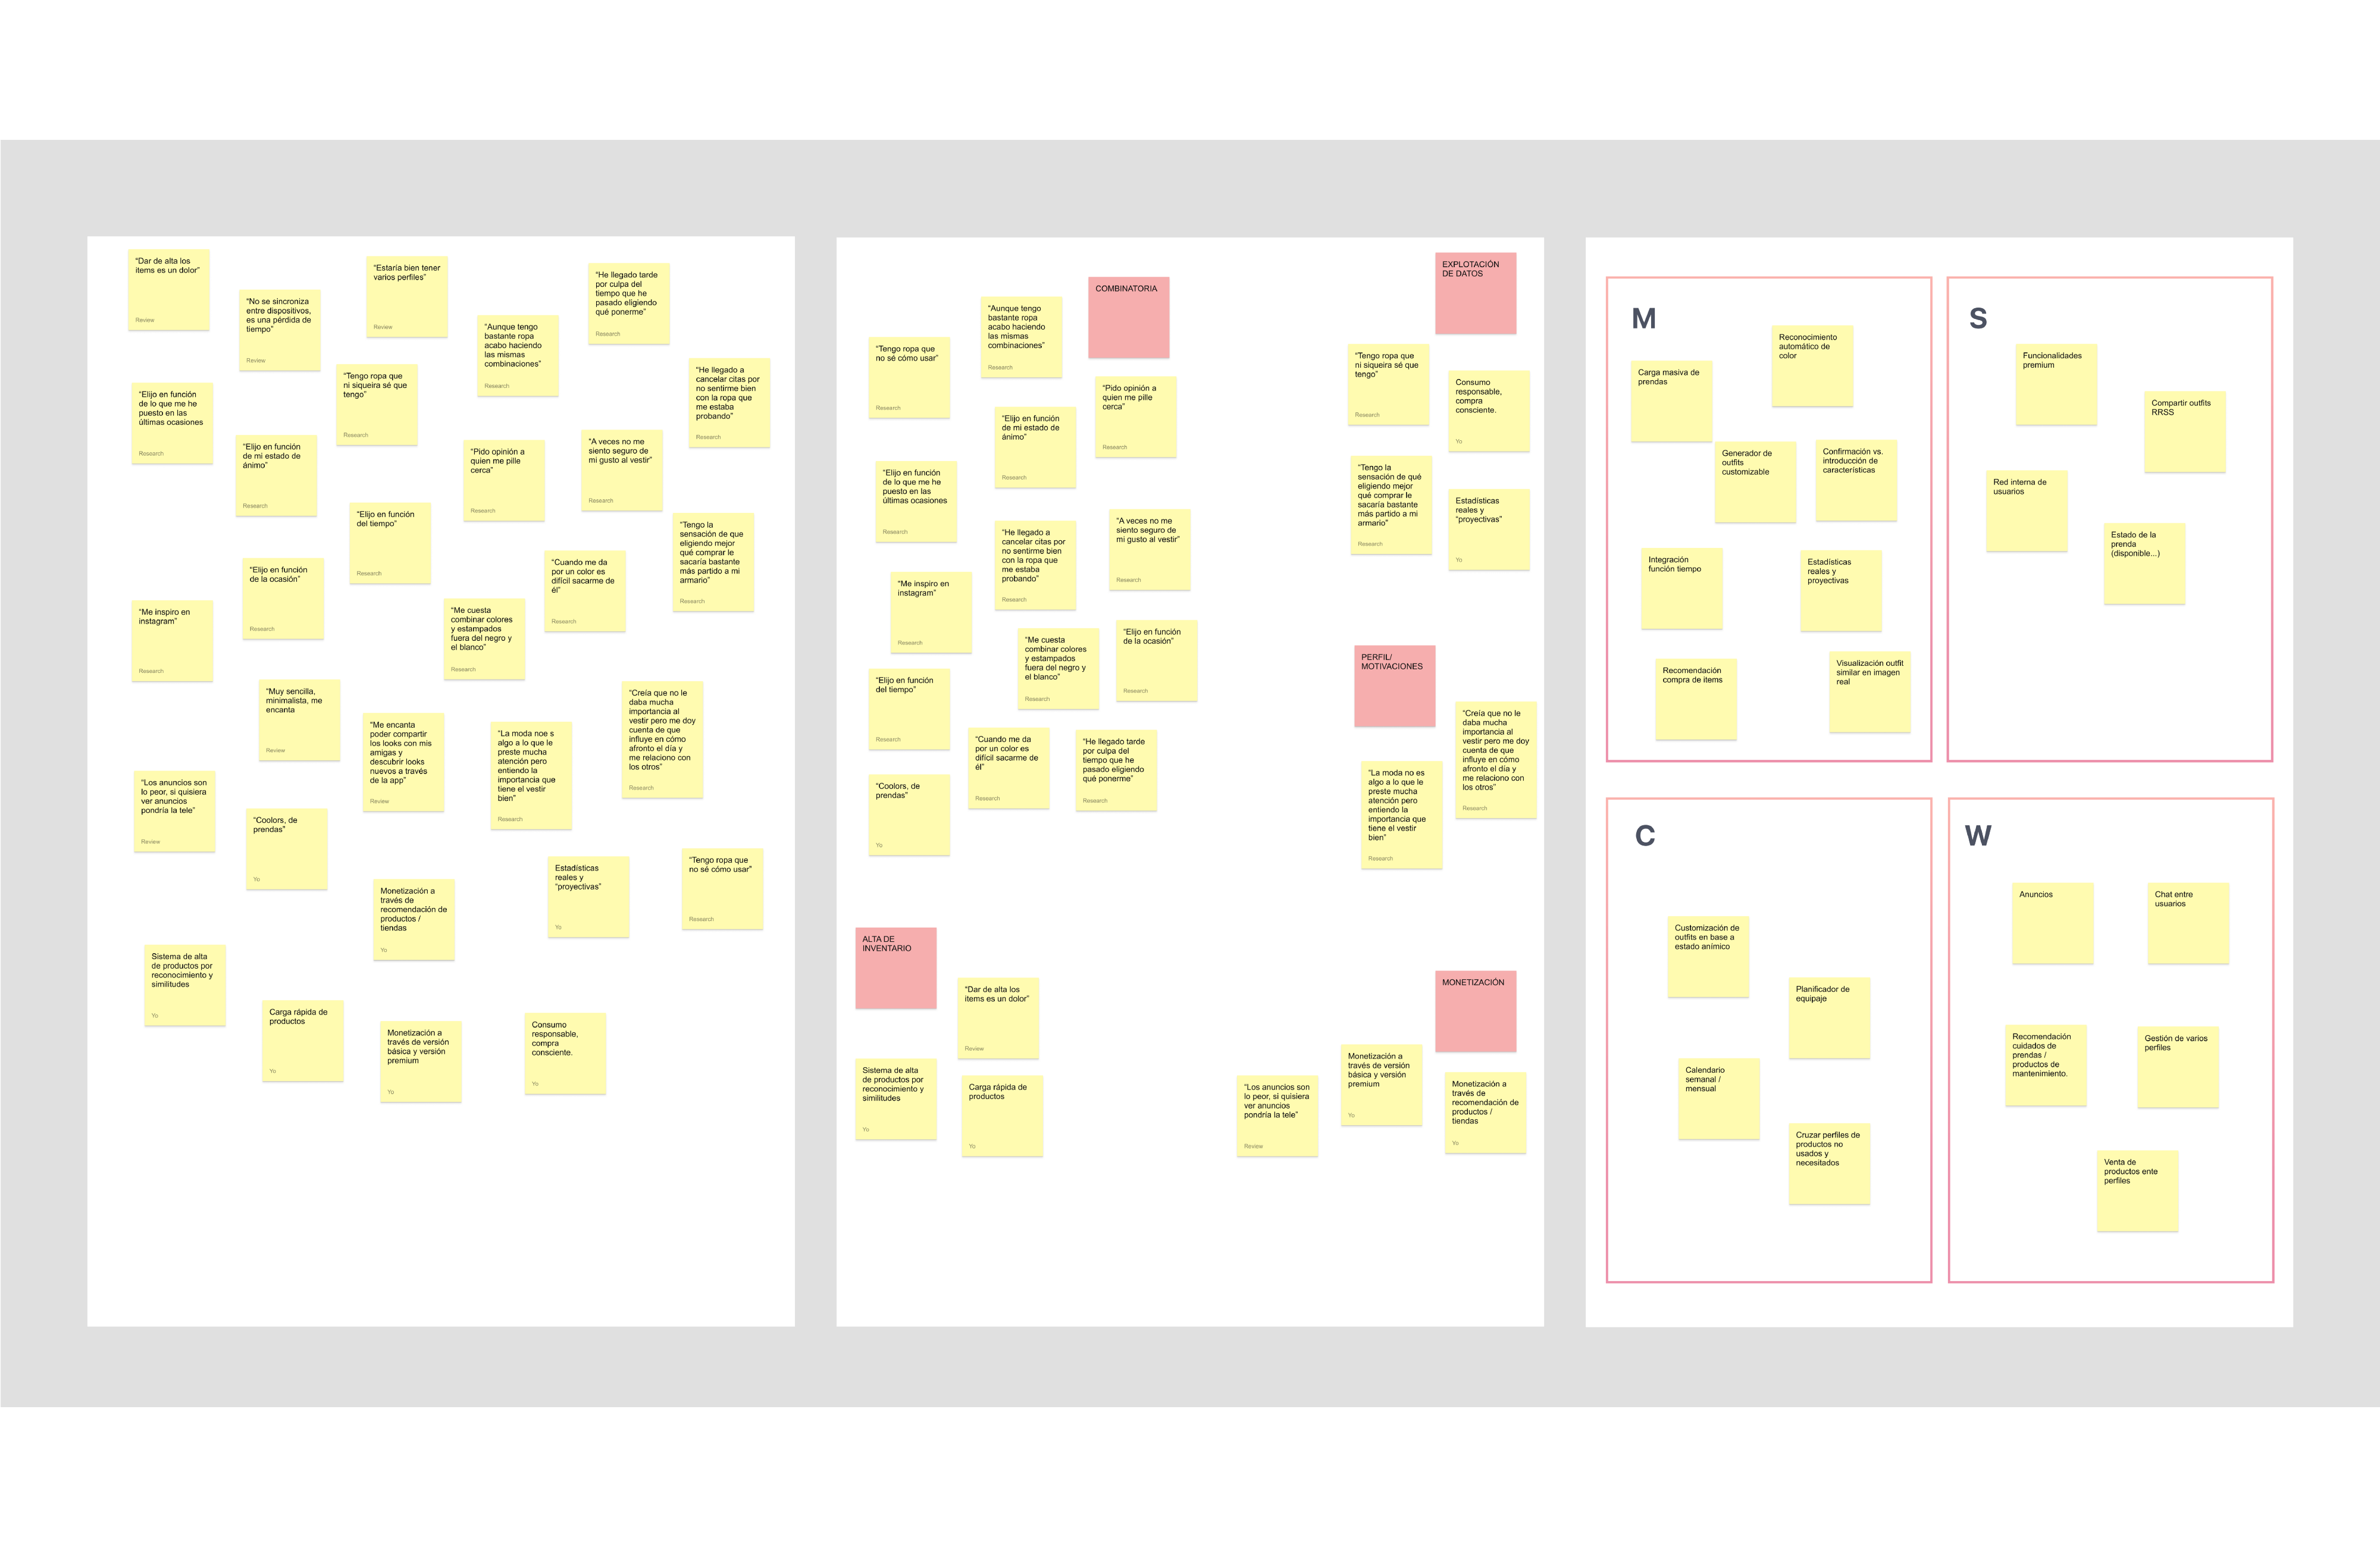 “Dar de alta los
items es un dolor”
Review
“No se sincroniza
entre dispositivos,
es una pérdida de
tiempo”
Review
“Estaría bien tener
varios perfiles”
Review
“Aunque tengo
bastante ropa
acabo haciendo
las mismas
combinaciones”
Research
“He llegado tarde
por culpa del
tiempo que he
pasado eligiendo
qué ponerme”
Research
“He llegado a
cancelar citas por
no sentirme bien
con la ropa que
me estaba
probando”
Research
“Elijo en función
de lo que me he
puesto en las
últimas ocasiones
Research
“Tengo ropa que
ni siqueira sé que
tengo”
Research
“Elijo en función
de mi estado de
ánimo”
Research
“Pido opinión a
quien me pille
cerca”
Research
“A veces no me
siento seguro de
mi gusto al vestir”
Research
“Elijo en función
del tiempo”
Research
“Tengo la
sensación de que
eligiendo mejor
qué comprar le
sacaría bastante
más partido a mi
armario”
Research
“Elijo en función
de la ocasión”
Research
“Cuando me da
por un color es
difícil sacarme de
él”
Research
“Me inspiro en
instagram”
Research
“Me cuesta
combinar colores
y estampados
fuera del negro y
el blanco”
Research
“Muy sencilla,
minimalista, me
encanta
Review
“Me encanta
poder compartir
los looks con mis
amigas y
descubrir looks
nuevos a través
de la app”
Review
“La moda noe s
algo a lo que le
preste mucha
atención pero
entiendo la
importancia que
tiene el vestir
bien”
Research
“Creía que no le
daba mucha
importancia al
vestir pero me doy
cuenta de que
influye en cómo
afronto el día y
me relaciono con
los otros”
Research
“Los anuncios son
lo peor, si quisiera
ver anuncios
pondría la tele”
Review
“Coolors, de
prendas”
Yo
Monetización a
través de
recomendación de
productos /
tiendas
Yo
Estadísticas
reales y
“proyectivas”
Yo
“Tengo ropa que
no sé cómo usar”
Research
Sistema de alta
de productos por
reconocimiento y
similitudes
Yo
Carga rápida de
productos
Yo
Monetización a
través de versión
básica y versión
premium
Yo
Consumo
responsable,
compra
consciente.
Yo
COMBINATORIA
“Aunque tengo
bastante ropa
acabo haciendo
las mismas
combinaciones”
Research
“Tengo ropa que
no sé cómo usar”
Research
“Pido opinión a
quien me pille
cerca”
Research
“Elijo en función
de mi estado de
ánimo”
Research
“Elijo en función
de lo que me he
puesto en las
últimas ocasiones
Research
“A veces no me
siento seguro de
mi gusto al vestir”
Research
“He llegado a
cancelar citas por
no sentirme bien
con la ropa que
me estaba
probando”
Research
“Me inspiro en
instagram”
Research
“Me cuesta
combinar colores
y estampados
fuera del negro y
el blanco”
Research
“Elijo en función
de la ocasión”
Research
“Elijo en función
del tiempo”
Research
“Cuando me da
por un color es
difícil sacarme de
él”
Research
“He llegado tarde
por culpa del
tiempo que he
pasado eligiendo
qué ponerme”
Research
“Coolors, de
prendas”
Yo
EXPLOTACIÓN
DE DATOS
“Tengo ropa que
ni siqueira sé que
tengo”
Research
Consumo
responsable,
compra
consciente.
Yo
“Tengo la
sensación de qué
eligiendo mejor
qué comprar le
sacaría bastante
más partido a mi
armario”
Research
Estadísticas
reales y
“proyectivas”
Yo
PERFIL/
MOTIVACIONES
“Creía que no le
daba mucha
importancia al
vestir pero me doy
cuenta de que
influye en cómo
afronto el día y
me relaciono con
los otros”
Research
“La moda no es
algo a lo que le
preste mucha
atención pero
entiendo la
importancia que
tiene el vestir
bien”
Research
ALTA DE
INVENTARIO
“Dar de alta los
items es un dolor”
Review
Sistema de alta
de productos por
reconocimiento y
similitudes
Yo
Carga rápida de
productos
Yo
MONETIZACIÓN
Monetización a
través de versión
básica y versión
premium
Yo
“Los anuncios son
lo peor, si quisiera
ver anuncios
pondría la tele”
Review
Monetización a
través de
recomendación de
productos /
tiendas
Yo
M
Reconocimiento
automático de
color
Carga masiva de
prendas
Generador de
outfits
customizable
Confirmación vs.
introducción de
características
Integración
función tiempo
Estadísticas
reales y
proyectivas
Recomendación
compra de items
Visualización outfit
similar en imagen
real
S
Funcionalidades
premium
Compartir outfits
RRSS
Red interna de
usuarios
Estado de la
prenda
(disponible...)
C
Customización de
outfits en base a
estado anímico
Planificador de
equipaje
Calendario
semanal /
mensual
Cruzar perfiles de
productos no
usados y
necesitados
W
Anuncios
Chat entre
usuarios
Recomendación
cuidados de
prendas /
productos de
mantenimiento.
Gestión de varios
perfiles
Venta de
productos ente
perfiles